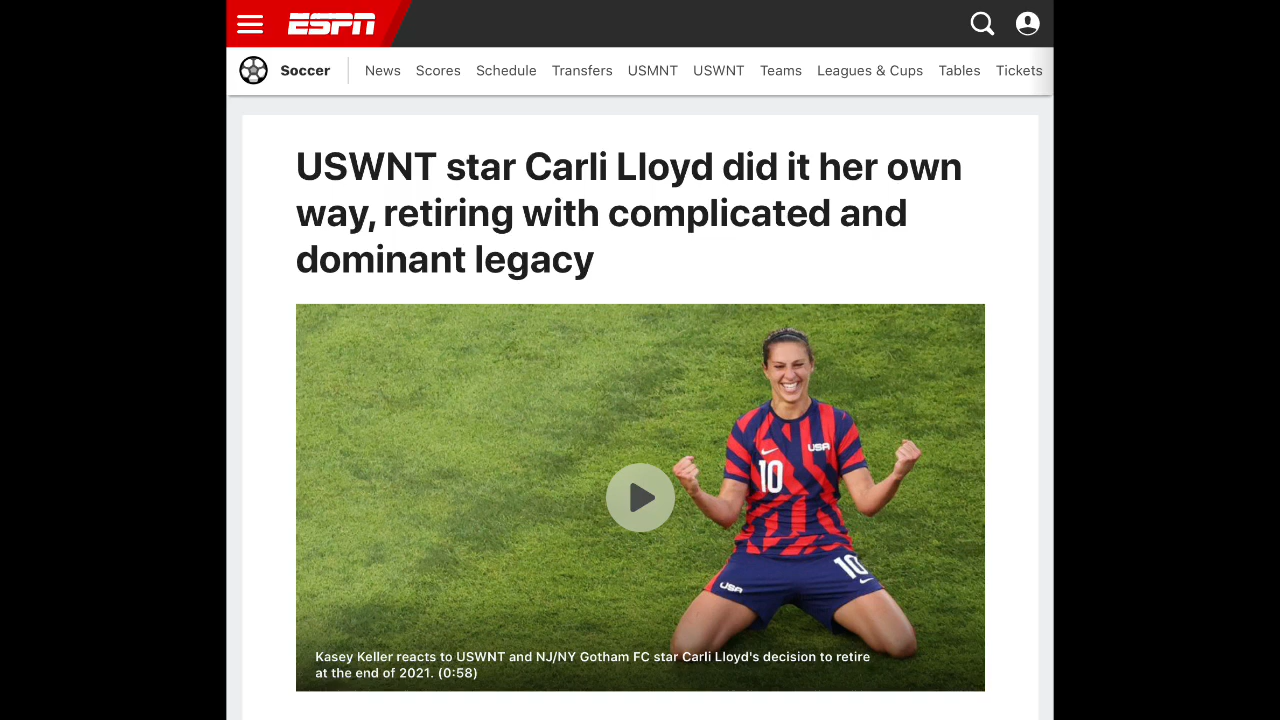 ESPN
Soccer
News Scores Schedule Transfers USMNT USWNT Teams Leagues & Cups Tables Tickets
USWNT star Carli Lloyd did it her own
way, retiring with complicated and
dominant legacy
USA
10
10
USA
Kasey Keller reacts to USWNT and NJ/NY Gotham FC star Carli Lloyd's decision to retire
at the end of 2021. (0:58)